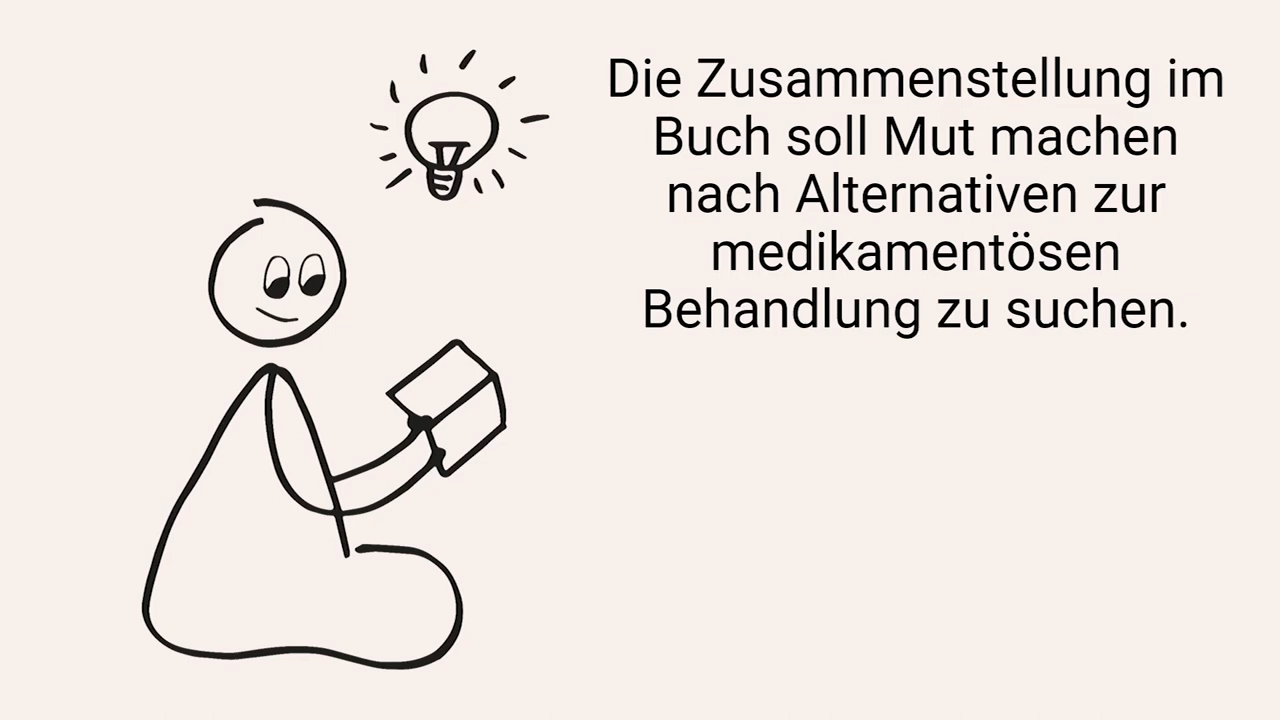 Die Zusammenstellung im
Buch soll Mut machen
nach Alternativen zur
medikamentösen
Behandlung zu suchen.